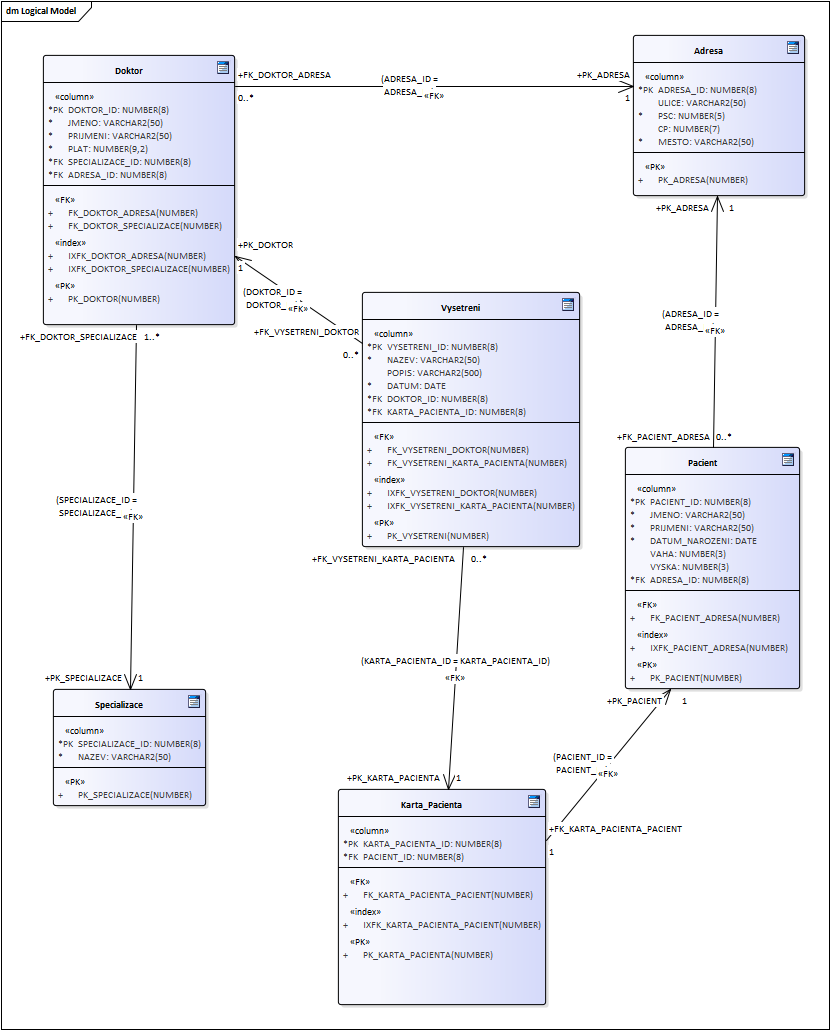 dm Logical Model
Doktor
«column»
*PK DOKTOR_ID: NUMBER(8)
* JMENO: VARCHAR2(50)
* PRIJMENI: VARCHAR2(50)
* PLAT: NUMBER(9,2)
*FK SPECIALIZACE_ID: NUMBER(8)
*FK ADRESA_ID: NUMBER(8)
«FK»
+ FK_DOKTOR_ADRESA(NUMBER)
+ FK_DOKTOR_SPECIALIZACE(NUMBER)
«index»
+ IXFK_DOKTOR_ADRESA(NUMBER)
+ IXFK_DOKTOR_SPECIALIZACE(NUMBER)
«PK»
+ PK_DOKTOR(NUMBER)
+FK_DOKTOR_ADRESA
0..*
(ADRESA_ID =
ADRESA_ «FK»
+PK_ADRESA
1
Adresa
«column»
*PK ADRESA_ID: NUMBER(8)
ULICE: VARCHAR2(50)
* PSC: NUMBER(5)
CP: NUMBER(7)
* MESTO: VARCHAR2(50)
«PK»
+ PK_ADRESA(NUMBER)
+PK_ADRESA 1
+PK_DOKTOR
1
(DOKTOR_ID =
DOKTOR_ «FK»
+FK_VYSETRENI_DOKTOR
0..*
Vysetreni
«column»
*PK VYSETRENI_ID: NUMBER(8)
* NAZEV: VARCHAR2(50)
POPIS: VARCHAR2(500)
* DATUM: DATE
*FK DOKTOR_ID: NUMBER(8)
*FK KARTA_PACIENTA_ID: NUMBER(8)
«FK»
+ FK_VYSETRENI_DOKTOR(NUMBER)
+ FK_VYSETRENI_KARTA_PACIENTA(NUMBER)
«index»
+ IXFK_VYSETRENI_DOKTOR(NUMBER)
+ IXFK_VYSETRENI_KARTA_PACIENTA(NUMBER)
«PK»
+ PK_VYSETRENI(NUMBER)
(ADRESA_ID =
ADRESA_ «FK»
+FK_PACIENT_ADRESA 0..*
Pacient
«column»
*PK PACIENT_ID: NUMBER(8)
* JMENO: VARCHAR2(50)
* PRIJMENI: VARCHAR2(50)
* DATUM_NAROZENI: DATE
VAHA: NUMBER(3)
VYSKA: NUMBER(3)
*FK ADRESA_ID: NUMBER(8)
«FK»
+ FK_PACIENT_ADRESA(NUMBER)
«index»
+ IXFK_PACIENT_ADRESA(NUMBER)
«PK»
+ PK_PACIENT(NUMBER)
+FK_DOKTOR_SPECIALIZACE 1..*
(SPECIALIZACE_ID =
SPECIALIZACE_ «FK»
+PK_SPECIALIZACE 1
Specializace
«column»
*PK SPECIALIZACE_ID: NUMBER(8)
* NAZEV: VARCHAR2(50)
«PK»
+ PK_SPECIALIZACE(NUMBER)
+FK_VYSETRENI_KARTA_PACIENTA 0..*
(KARTA_PACIENTA_ID = KARTA_PACIENTA_ID)
«FK»
+PK_KARTA_PACIENTA 1
+PK_PACIENT 1
(PACIENT_ID =
PACIENT_ «FK»
+FK_KARTA_PACIENTA_PACIENT
1
Karta_Pacienta
«column»
*PK KARTA_PACIENTA_ID: NUMBER(8)
*FK PACIENT_ID: NUMBER(8)
«FK»
+ FK_KARTA_PACIENTA_PACIENT(NUMBER)
«index»
+ IXFK_KARTA_PACIENTA_PACIENT(NUMBER)
«PK»
+ PK_KARTA_PACIENTA(NUMBER)